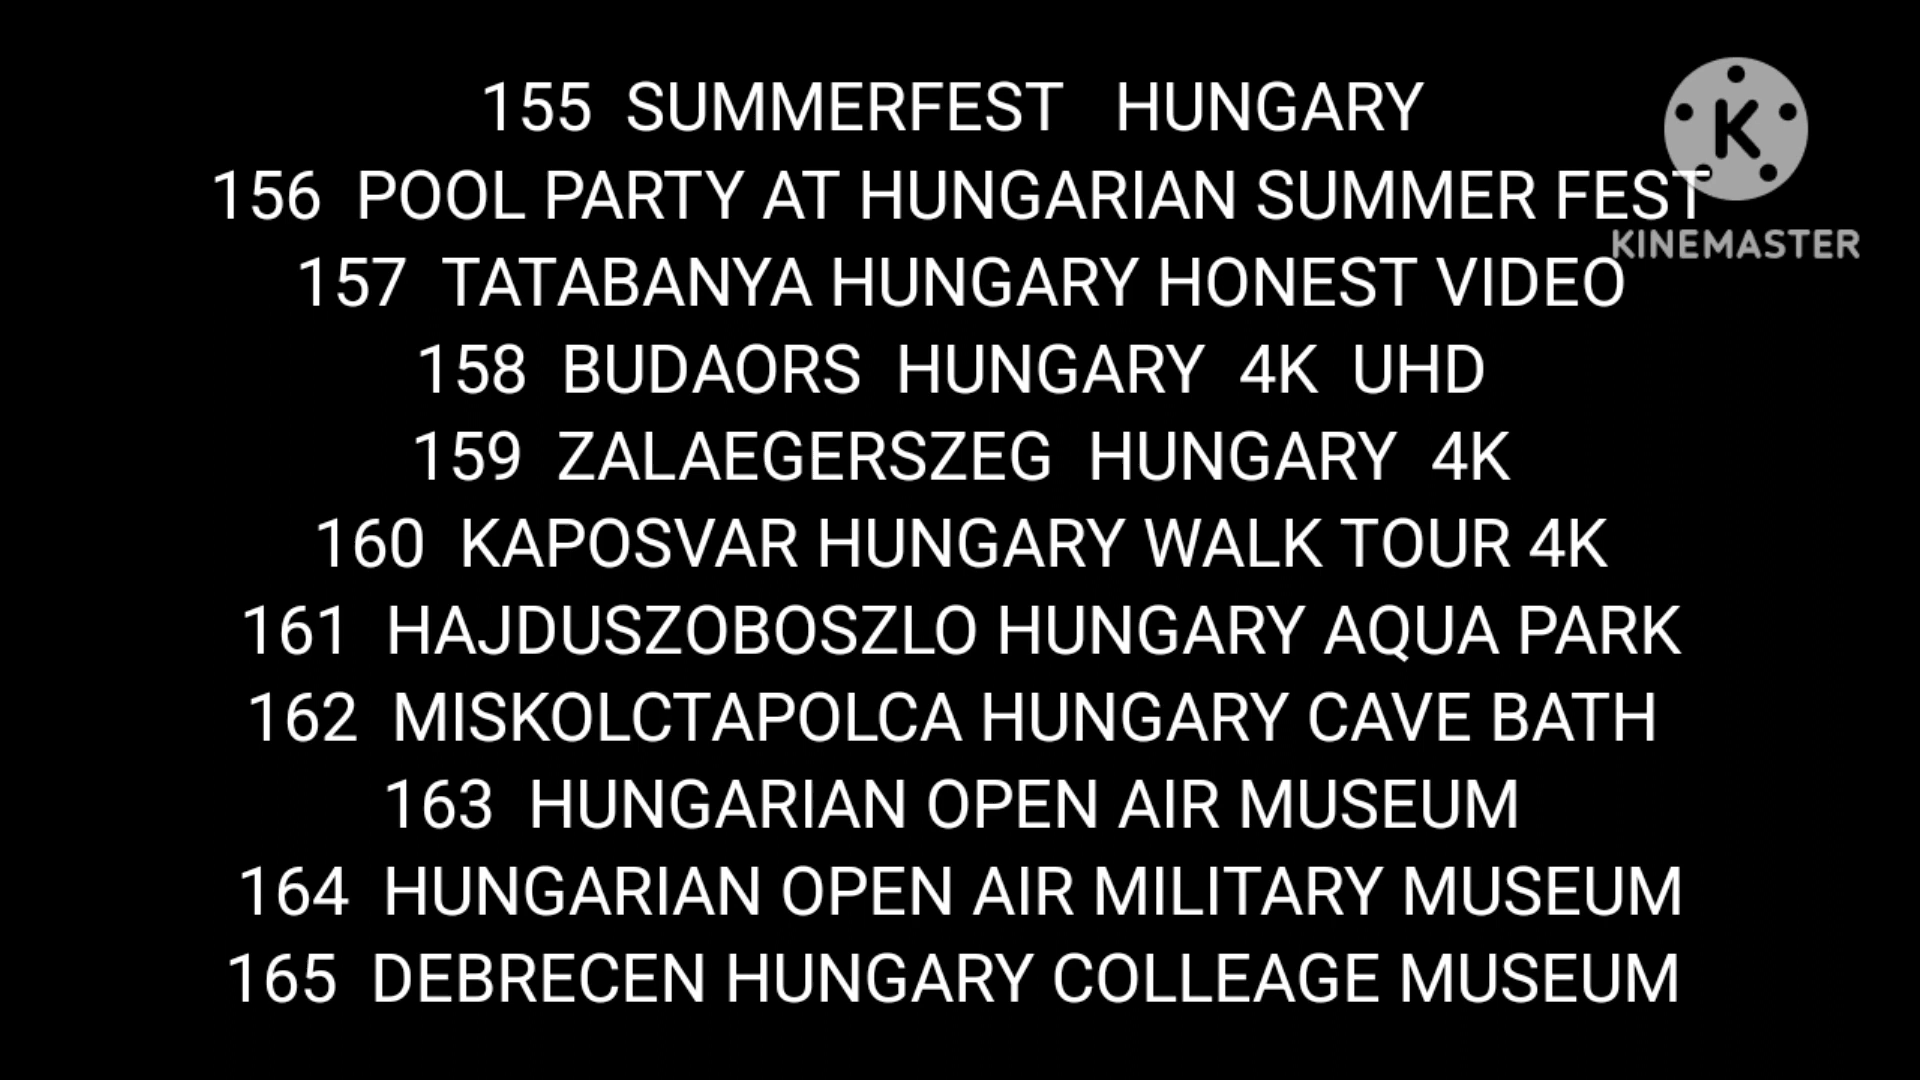 155 SUMMERFEST HUNGARY
156 POOL PARTY AT HUNGARIAN SUMMER FEST
157 TATABANYA HUNGARY HONEST VIDEO
158 BUDAORS HUNGARY 4K UHD
159 ZALAEGERSZEG HUNGARY 4K
160 KAPOSVAR HUNGARY WALK TOUR 4K
161 HAJDUSZOBOSZLO HUNGARY AQUA PARK
162 MISKOLCTAPOLCA HUNGARY CAVE BATH
163 HUNGARIAN OPEN AIR MUSEUM
164 HUNGARIAN OPEN AIR MILITARY MUSEUM
165 DEBRECEN HUNGARY COLLEAGE MUSEUM
K
KINEMASTER